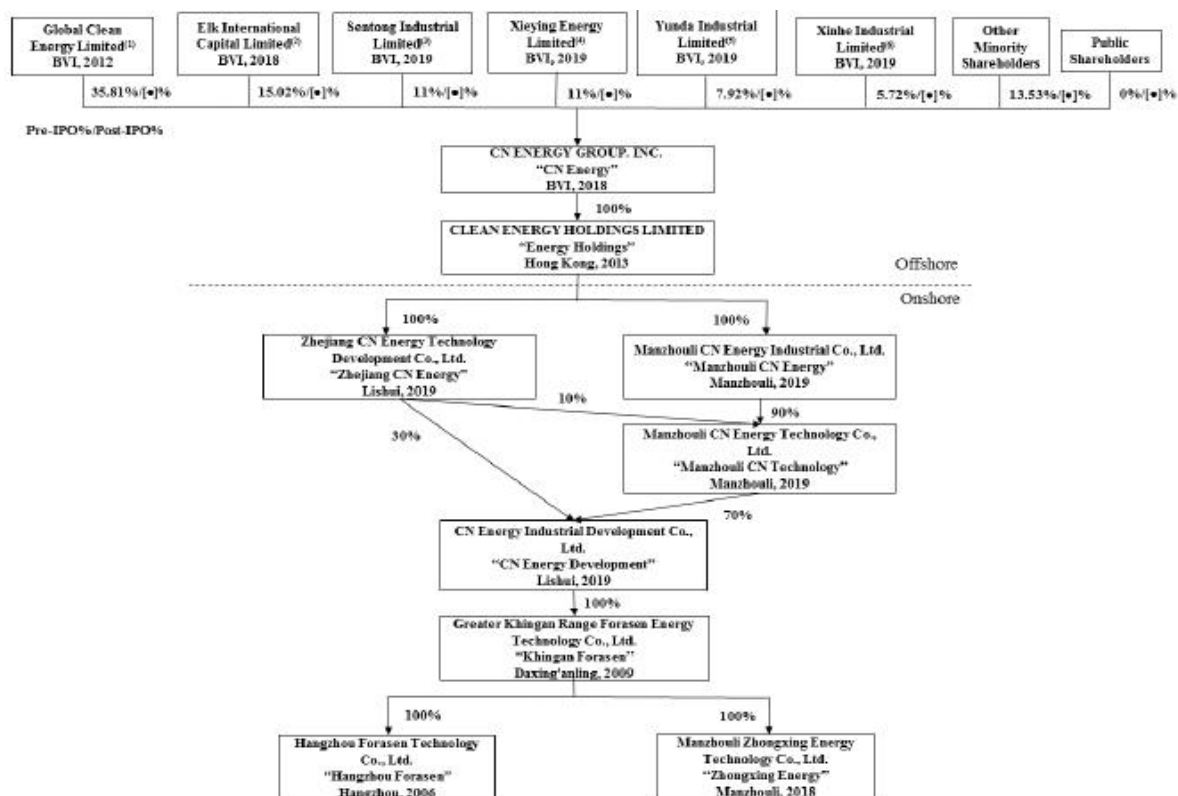 Global Clean
Energy Limited(1)
BVI, 2012
Elk International
Capital Limited(2)
BVI, 2018
Sentong Industrial
Limited(3)
BVI, 2019
Xieying Energy
Limited(4)
BVI, 2019
Yunda Industrial
Limited(5)
BVI, 2019
Xinhe Industrial
Limited(6)
BVI, 2019
Other
Minority
Shareholders
Public
Shareholders
35.81%/[●]%
15.02%/[●]%
11%/[●]%
11%/[●]%
7.92%/[●]%
5.72%/[●]%
13.53%/[●]%
0%/[●]%
Pre-IPO%/Post-IPO%
CN ENERGY GROUP. INC.
“CN Energy”
BVI, 2018
100%
CLEAN ENERGY HOLDINGS LIMITED
“Energy Holdings”
Hong Kong, 2013
Offshore
Onshore
100%
100%
Zhejiang CN Energy Technology
Development Co., Ltd.
“Zhejiang CN Energy”
Lishui, 2019
Manzhouli CN Energy Industrial Co., Ltd.
“Manzhouli CN Energy”
Manzhouli, 2019
10%
90%
30%
Manzhouli CN Energy Technology Co.,
Ltd.
“Manzhouli CN Technology”
Manzhouli, 2019
70%
CN Energy Industrial Development Co.,
Ltd.
“CN Energy Development”
Lishui, 2019
100%
Greater Khingan Range Forasen Energy
Technology Co., Ltd.
“Khingan Forasen”
Daxing'anling, 2009
100%
100%
Hangzhou Forasen Technology
Co., Ltd.
“Hangzhou Forasen”
Hangzhou, 2006
Manzhouli Zhongxing Energy
Technology Co., Ltd.
“Zhongxing Energy”
Manzhouli, 2018